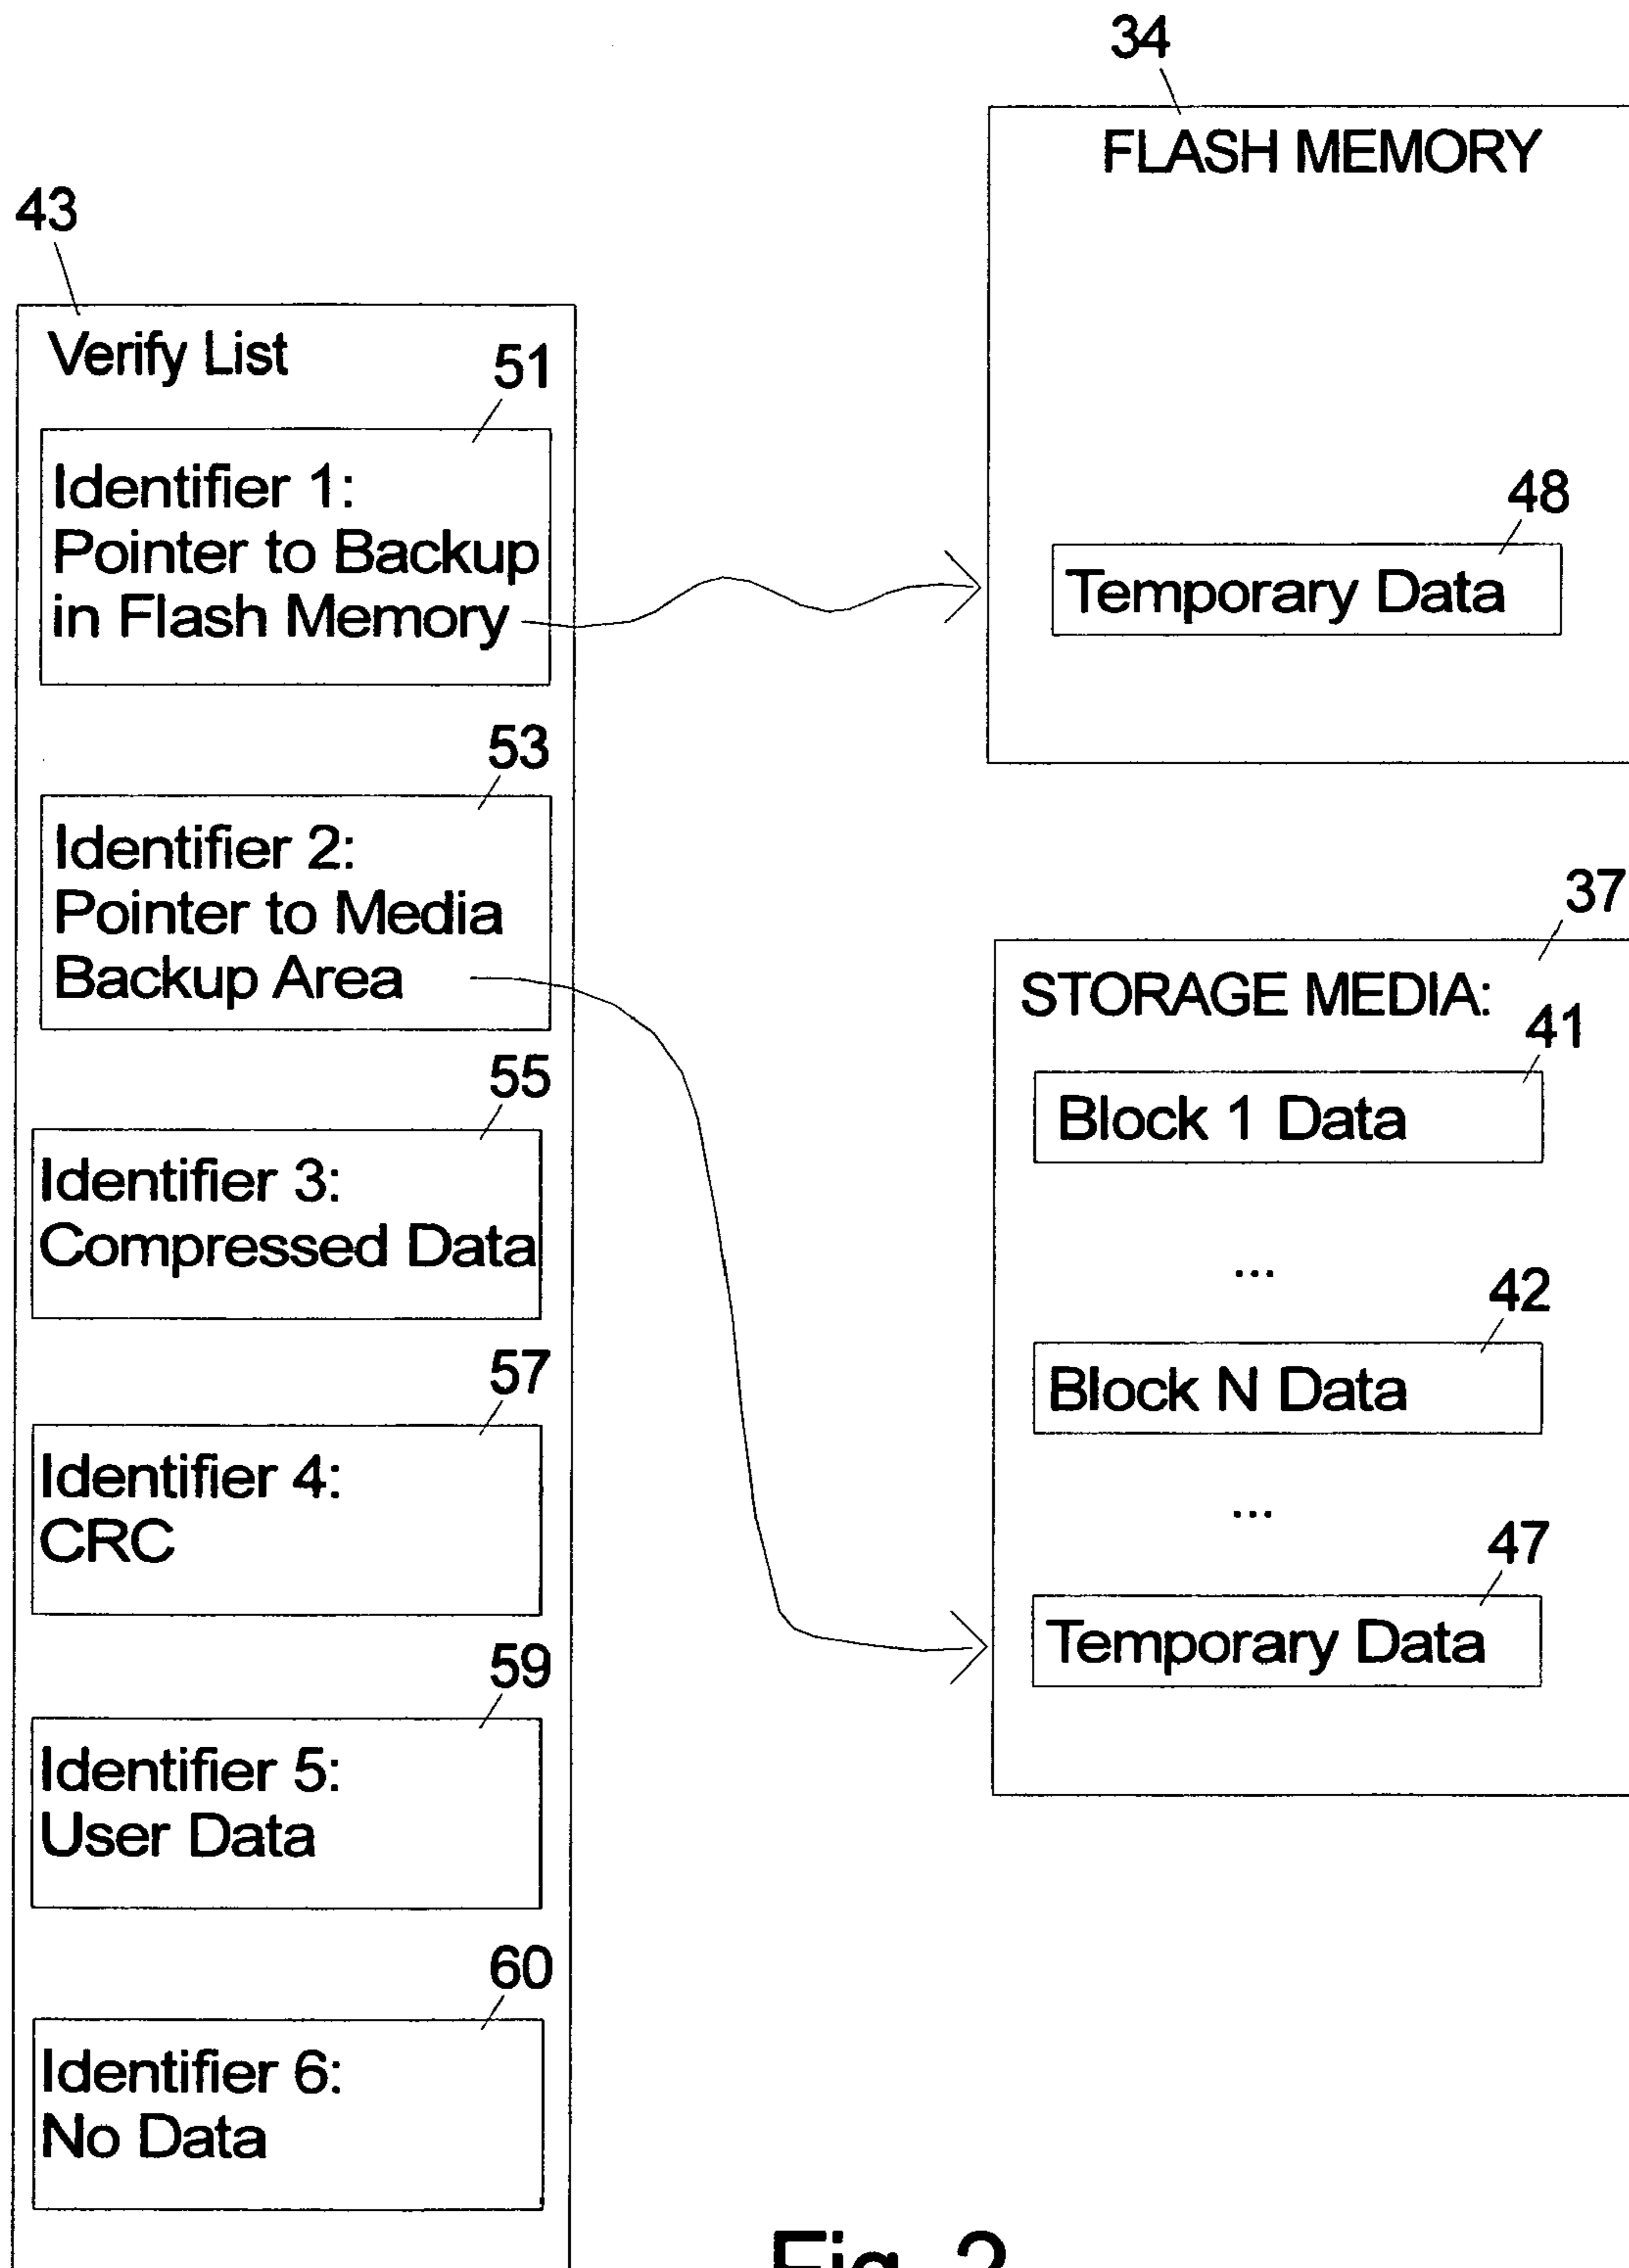 43
Verify List
51
Identifier 1:
Pointer to Backup
in Flash Memory
53
Identifier 2:
Pointer to Media
Backup Area
55
Identifier 3:
Compressed Data
57
Identifier 4:
CRC
59
Identifier 5:
User Data
60
Identifier 6:
No Data
34
FLASH MEMORY
48
Temporary Data
37
STORAGE MEDIA:
41
Block 1 Data
...
42
Block N Data
...
47
Temporary Data
Fig. 2